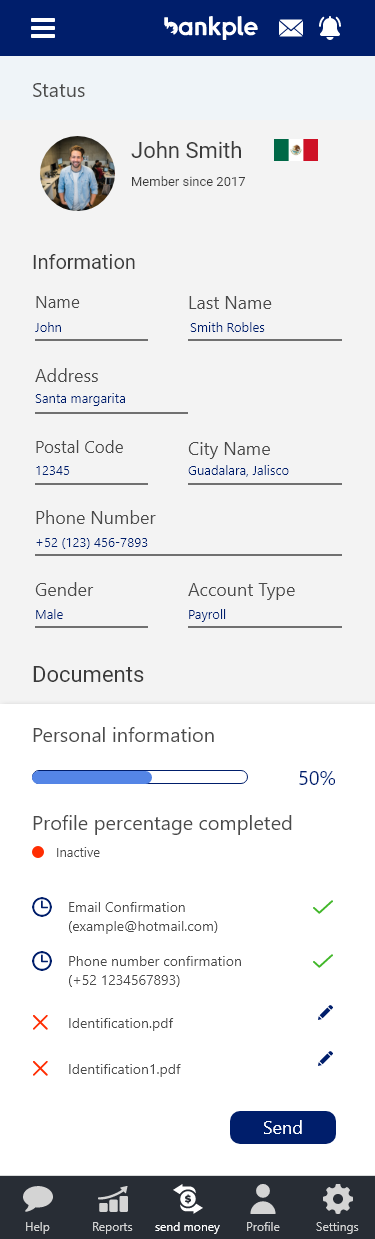 bankple
Status
John Smith
Member since 2017
Information
Name
Last Name
John
Smith Robles
Address
Santa margarita
Postal Code
City Name
12345
Guadalara, Jalisco
Phone Number
+52 (123) 456-7893
Gender
Account Type
Male
Payroll
Documents
Personal information
50%
Profile percentage completed
Inactive
Email Confirmation
(example@hotmail.com)
Phone number confirmation
(+52 1234567893)
Identification.pdf
Identification1.pdf
Send
Help
Reports
send money
Profile
Settings